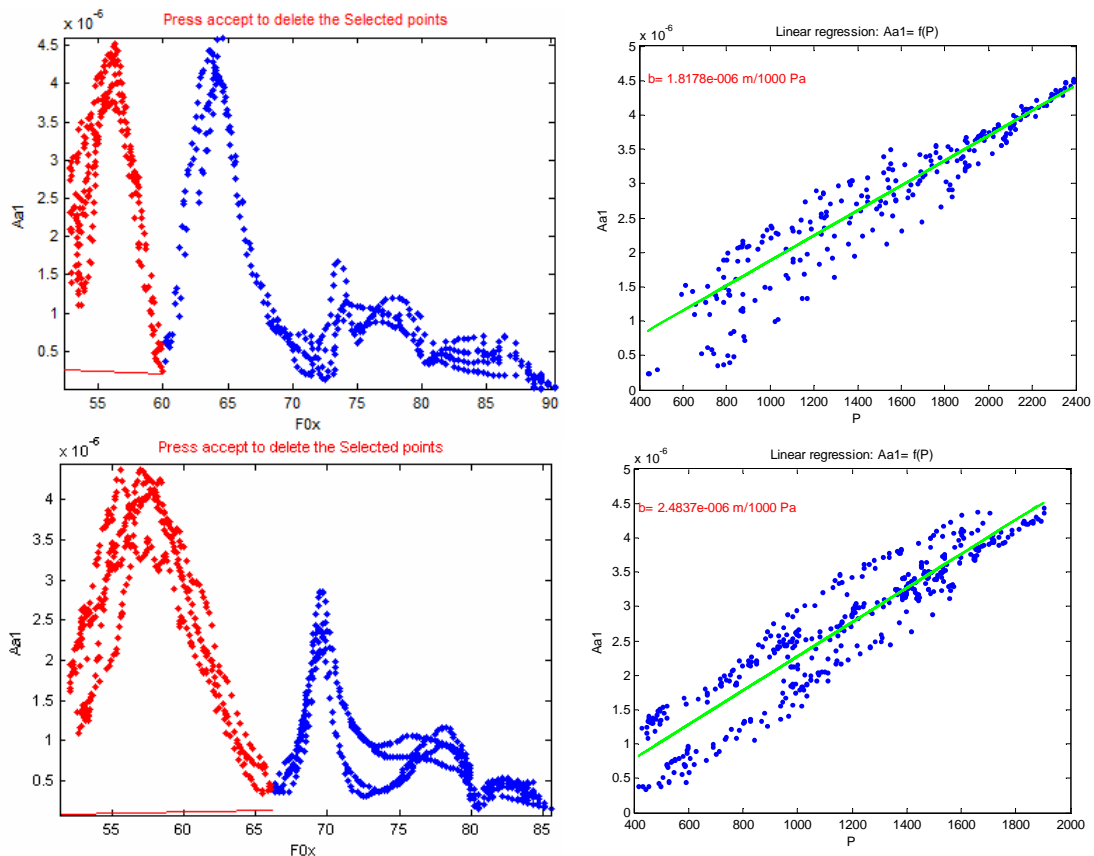 Press accept to delete the Selected points
x 10⁻⁶
4.5
4
3.5
3
2.5
2
1.5
1
0.5
Aa1
55 60 65 70 75 80 85 90
F0x
Linear regression: Aa1= f(P)
x 10⁻⁶
b= 1.8178e-006 m/1000 Pa
5
4.5
4
3.5
3
2.5
2
1.5
1
0.5
0
Aa1
400 600 800 1000 1200 1400 1600 1800 2000 2200 2400
P
Press accept to delete the Selected points
x 10⁻⁶
4
3.5
3
2.5
2
1.5
1
0.5
Aa1
55 60 65 70 75 80 85
F0x
Linear regression: Aa1= f(P)
x 10⁻⁶
b= 2.4837e-006 m/1000 Pa
5
4.5
4
3.5
3
2.5
2
1.5
1
0.5
0
Aa1
400 600 800 1000 1200 1400 1600 1800 2000
P